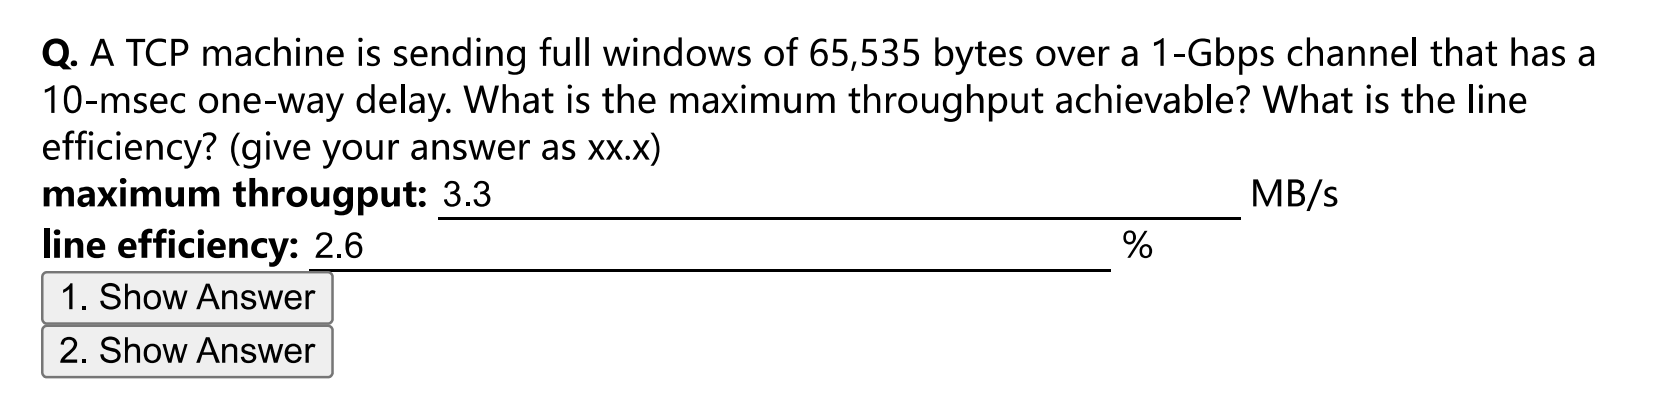 Q. A TCP machine is sending full windows of 65,535 bytes over a 1-Gbps channel that has a
10-msec one-way delay. What is the maximum throughput achievable? What is the line
efficiency? (give your answer as xx.x)
maximum througput: 3.3 MB/s
line efficiency: 2.6 %
1. Show Answer
2. Show Answer